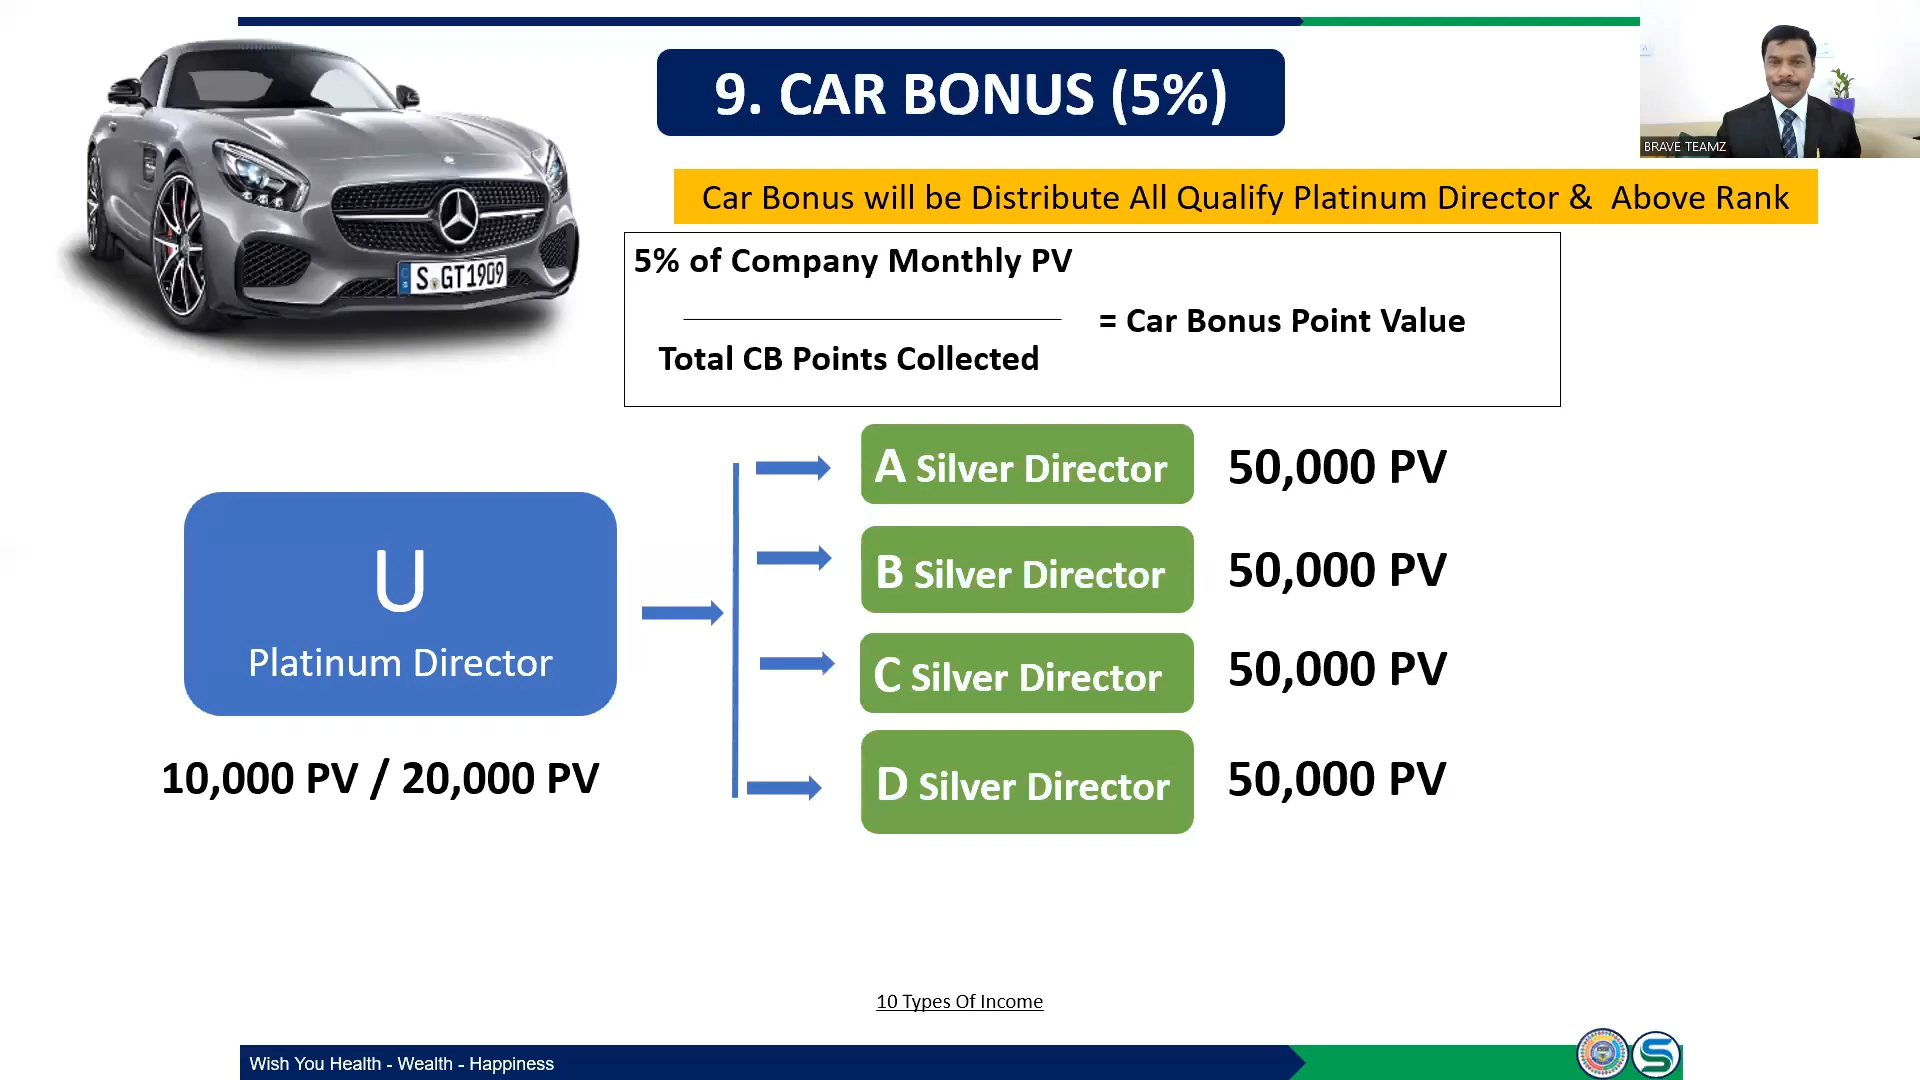 9. CAR BONUS (5%)
BRAVE TEAMZ
Car Bonus will be Distribute All Qualify Platinum Director & Above Rank
S GT1909
5% of Company Monthly PV
= Car Bonus Point Value
Total CB Points Collected
A Silver Director 50,000 PV
B Silver Director 50,000 PV
U
Platinum Director
C Silver Director 50,000 PV
10,000 PV / 20,000 PV
D Silver Director 50,000 PV
10 Types Of Income
Wish You Health - Wealth - Happiness